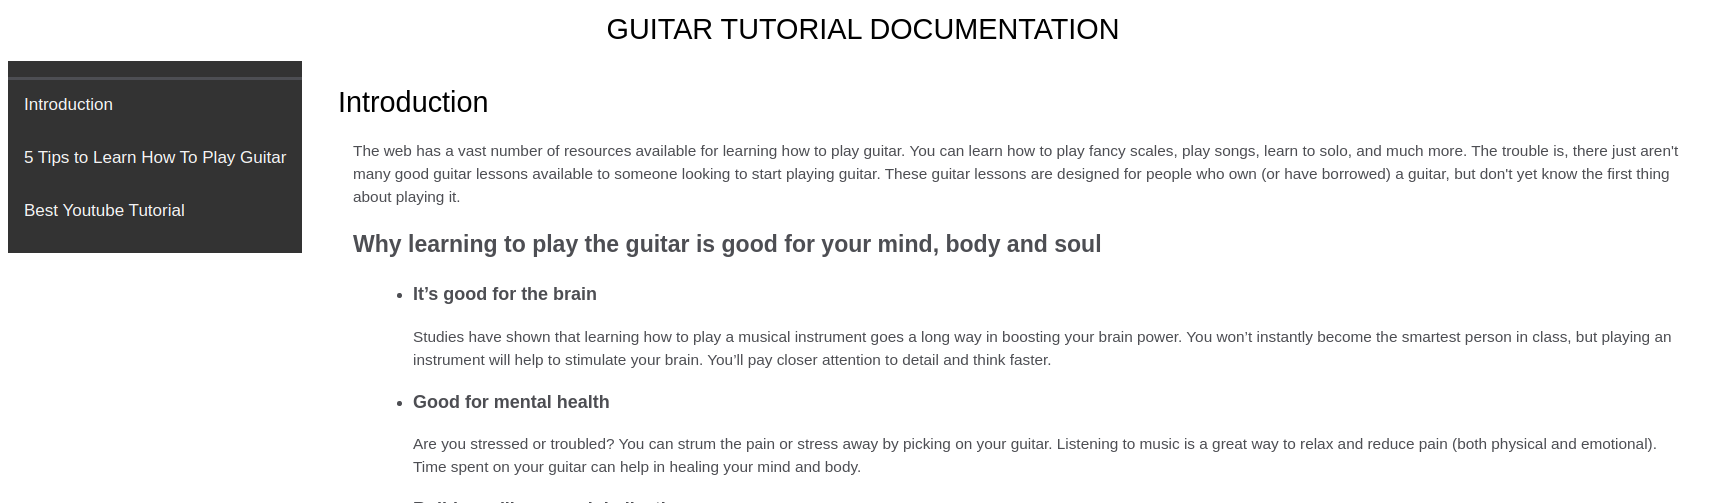 GUITAR TUTORIAL DOCUMENTATION
Introduction
5 Tips to Learn How To Play Guitar
Best Youtube Tutorial
Introduction
The web has a vast number of resources available for learning how to play guitar. You can learn how to play fancy scales, play songs, learn to solo, and much more. The trouble is, there just aren't
many good guitar lessons available to someone looking to start playing guitar. These guitar lessons are designed for people who own (or have borrowed) a guitar, but don't yet know the first thing
about playing it.
Why learning to play the guitar is good for your mind, body and soul
• It’s good for the brain
Studies have shown that learning how to play a musical instrument goes a long way in boosting your brain power. You won’t instantly become the smartest person in class, but playing an
instrument will help to stimulate your brain. You’ll pay closer attention to detail and think faster.
• Good for mental health
Are you stressed or troubled? You can strum the pain or stress away by picking on your guitar. Listening to music is a great way to relax and reduce pain (both physical and emotional).
Time spent on your guitar can help in healing your mind and body.